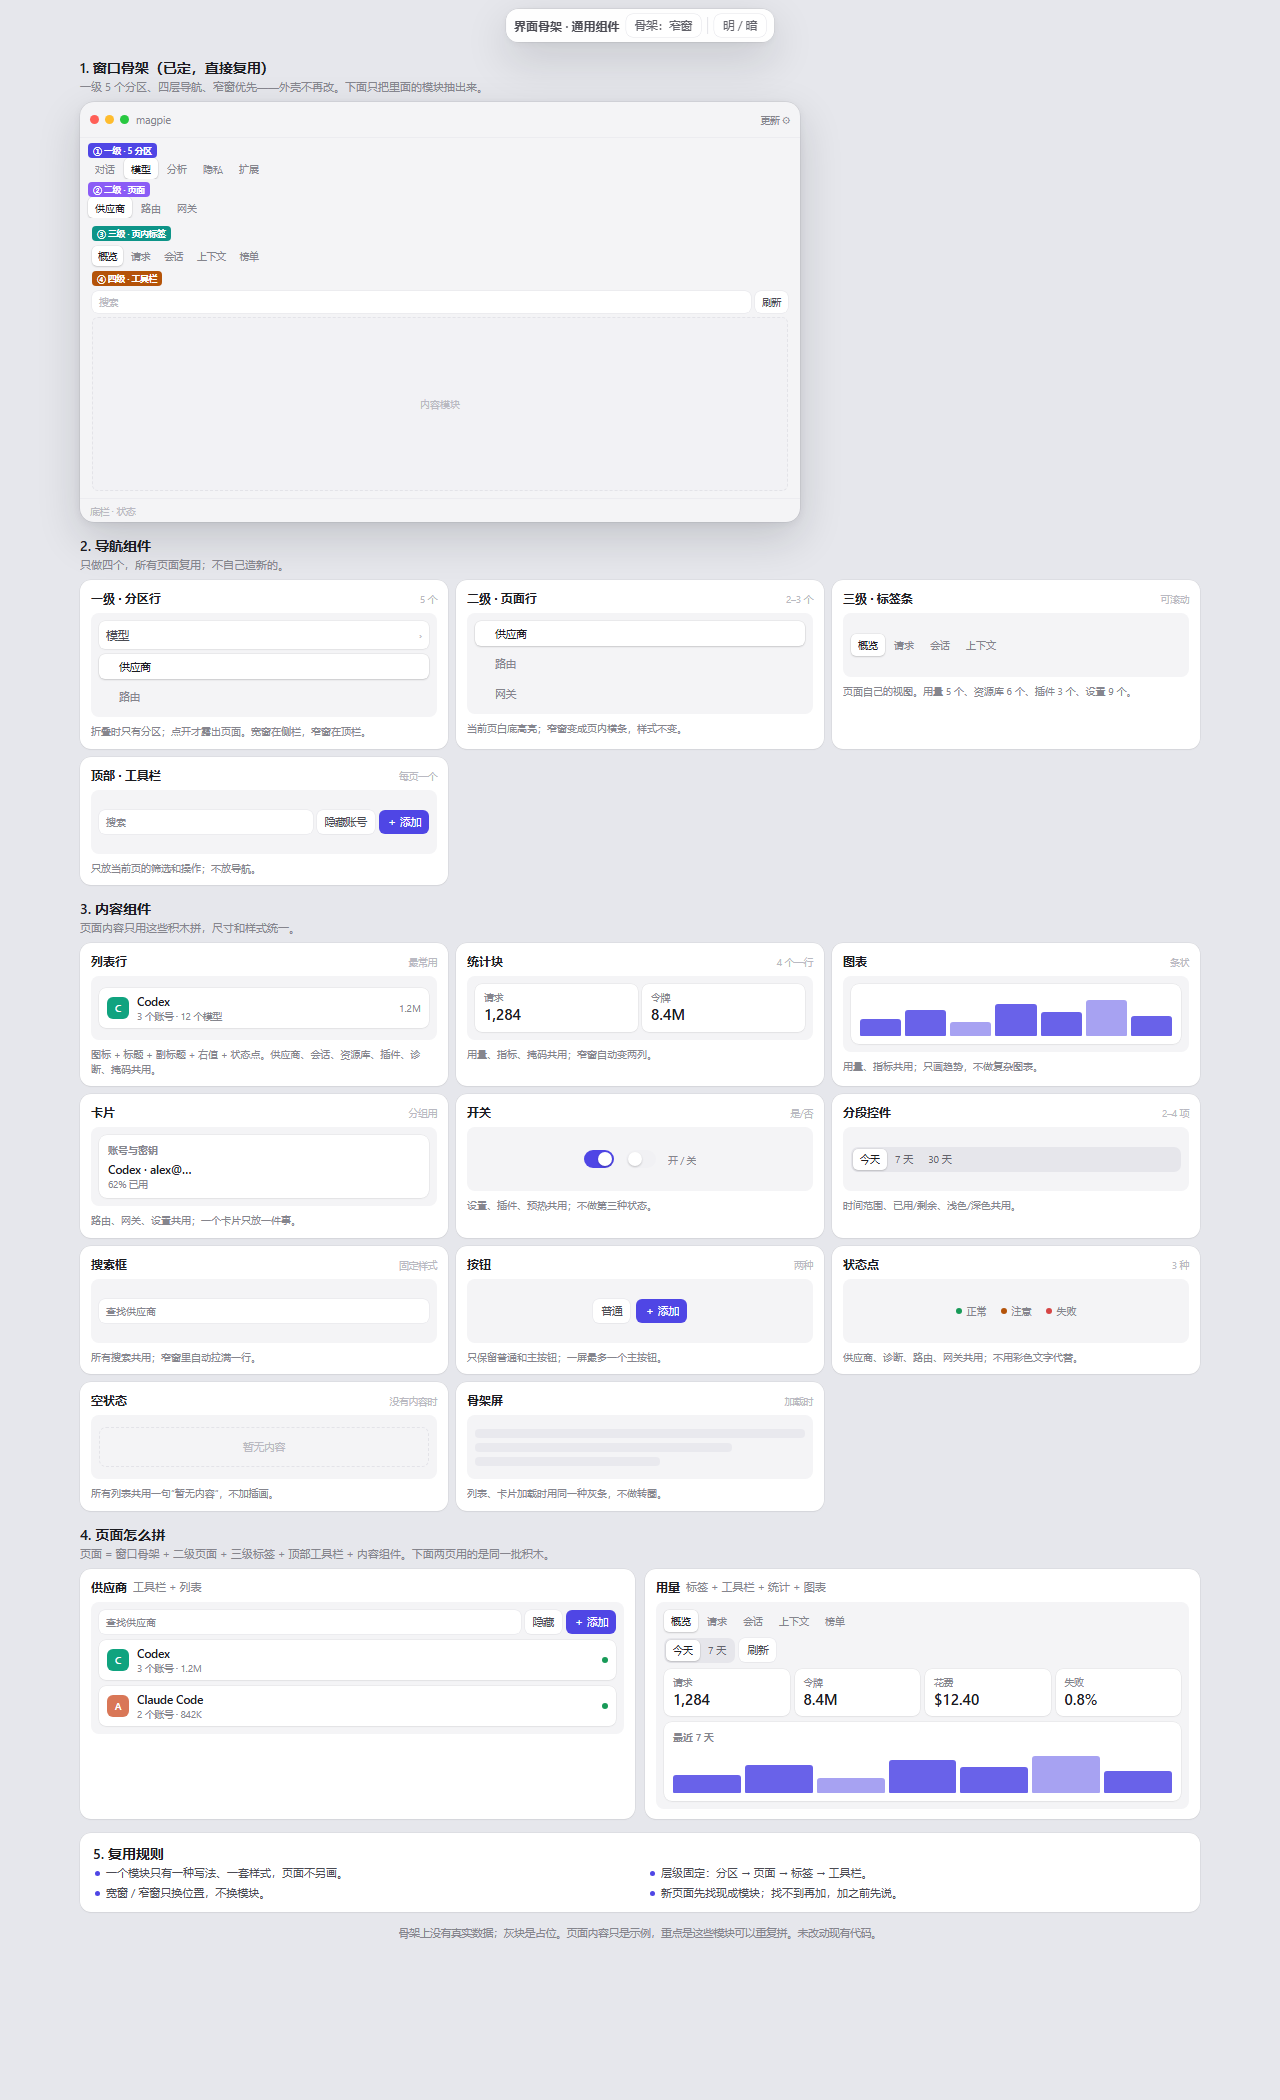 界面骨架 · 通用组件 骨架：窄窗 明 / 暗
1. 窗口骨架（已定，直接复用）
一级 5 个分区、四层导航、窄窗优先——外壳不再改。下面只把里面的模块抽出来。
magpie 更新
① 一级 · 5 分区
对话 模型 分析 隐私 扩展
② 二级 · 页面
供应商 路由 网关
③ 三级 · 页内标签
概览 请求 会话 上下文 榜单
④ 四级 · 工具栏
搜索 刷新
内容模块
底栏 · 状态
2. 导航组件
只做四个，所有页面复用；不自己造新的。
一级 · 分区行 5 个
模型 ›
供应商
路由
折叠时只有分区；点开才露出页面。宽窗在侧栏，窄窗在顶栏。
二级 · 页面行 2–3 个
供应商
路由
网关
当前页白底高亮；窄窗变成页内横条，样式不变。
三级 · 标签条 可滚动
概览 请求 会话 上下文
页面自己的视图。用量 5 个、资源库 6 个、插件 3 个、设置 9 个。
顶部 · 工具栏 每页一个
搜索 隐藏账号 + 添加
只放当前页的筛选和操作；不放导航。
3. 内容组件
页面内容只用这些积木拼，尺寸和样式统一。
列表行 最常用
C Codex 1.2M
3 个账号 · 12 个模型
图标 + 标题 + 副标题 + 右值 + 状态点。供应商、会话、资源库、插件、诊
断、掩码共用。
统计块 4 个一行
请求 令牌
1,284 8.4M
用量、指标、掩码共用；窄窗自动变两列。
图表 条状
用量、指标共用；只画趋势，不做复杂图表。
卡片 分组用
账号与密钥
Codex · alex@...
62% 已用
路由、网关、设置共用；一个卡片只放一件事。
开关 是/否
开 / 关
设置、插件、预热共用；不做第三种状态。
分段控件 2–4 项
今天 7 天 30 天
时间范围、已用/剩余、浅色/深色共用。
搜索框 固定样式
查找供应商
所有搜索共用；窄窗里自动拉满一行。
按钮 两种
普通 + 添加
只保留普通和主按钮；一屏最多一个主按钮。
状态点 3 种
正常 注意 失败
供应商、诊断、路由、网关共用；不用彩色文字代替。
空状态 没有内容时
暂无内容
所有列表共用一句“暂无内容”，不加插画。
骨架屏 加载时
列表、卡片加载时用同一种灰条，不做转圈。
4. 页面怎么拼
页面 = 窗口骨架 + 二级页面 + 三级标签 + 顶部工具栏 + 内容组件。下面两页用的是同一批积木。
供应商 工具栏 + 列表
查找供应商 隐藏 + 添加
C Codex
3 个账号 · 1.2M
A Claude Code
2 个账号 · 842K
用量 标签 + 工具栏 + 统计 + 图表
概览 请求 会话 上下文 榜单
今天 7 天 刷新
请求 令牌 花费 失败
1,284 8.4M $12.40 0.8%
最近 7 天
5. 复用规则
一个模块只有一种写法、一套样式，页面不另画。
层级固定：分区 → 页面 → 标签 → 工具栏。
宽窗 / 窄窗只换位置，不换模块。
新页面先找现成模块；找不到再加，加之前先说。
骨架上没有真实数据；灰块是占位。页面内容只是示例，重点是这些模块可以重复拼。未改动现有代码。